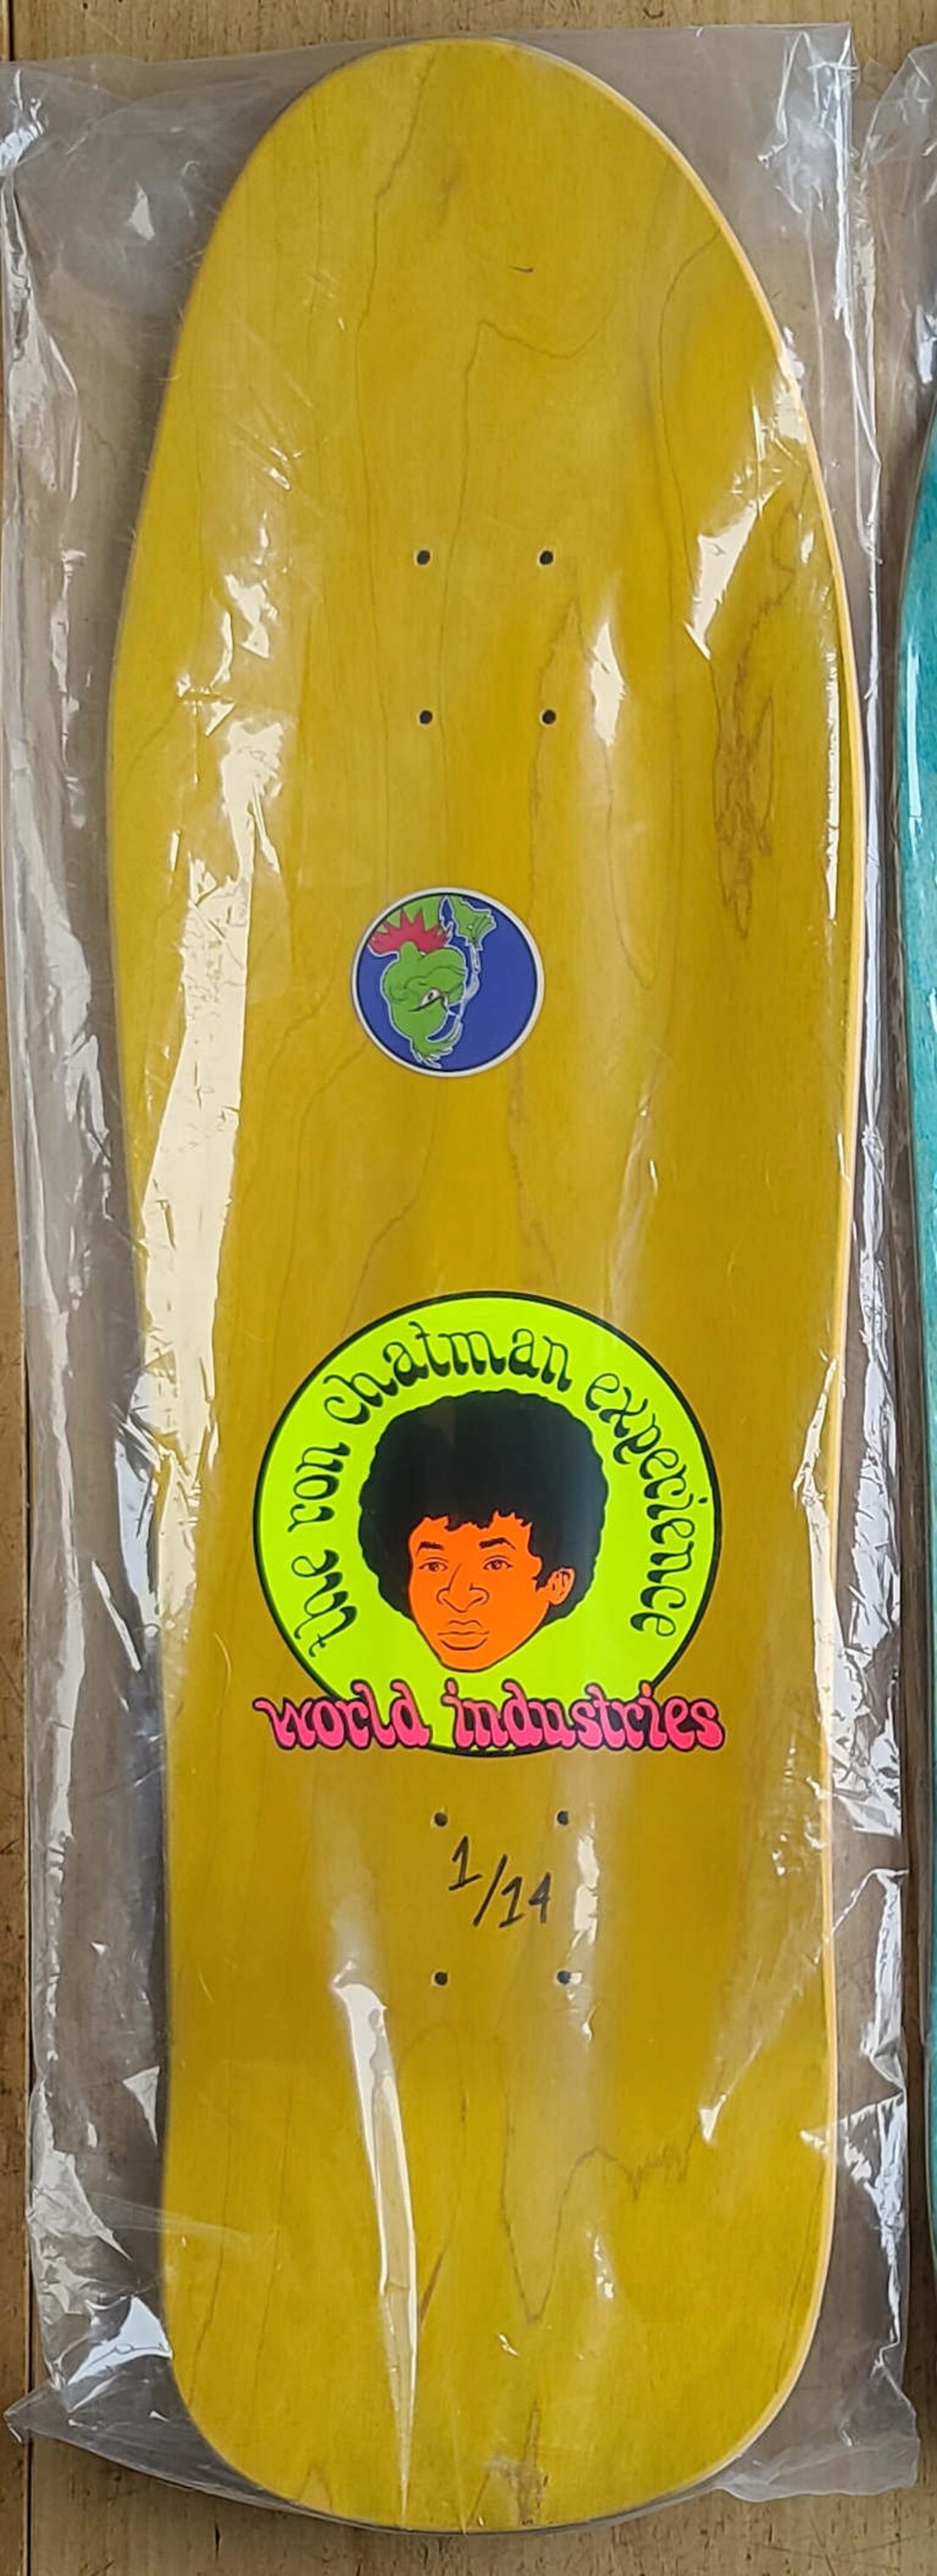 the ron chatman experience
world industries
1/14